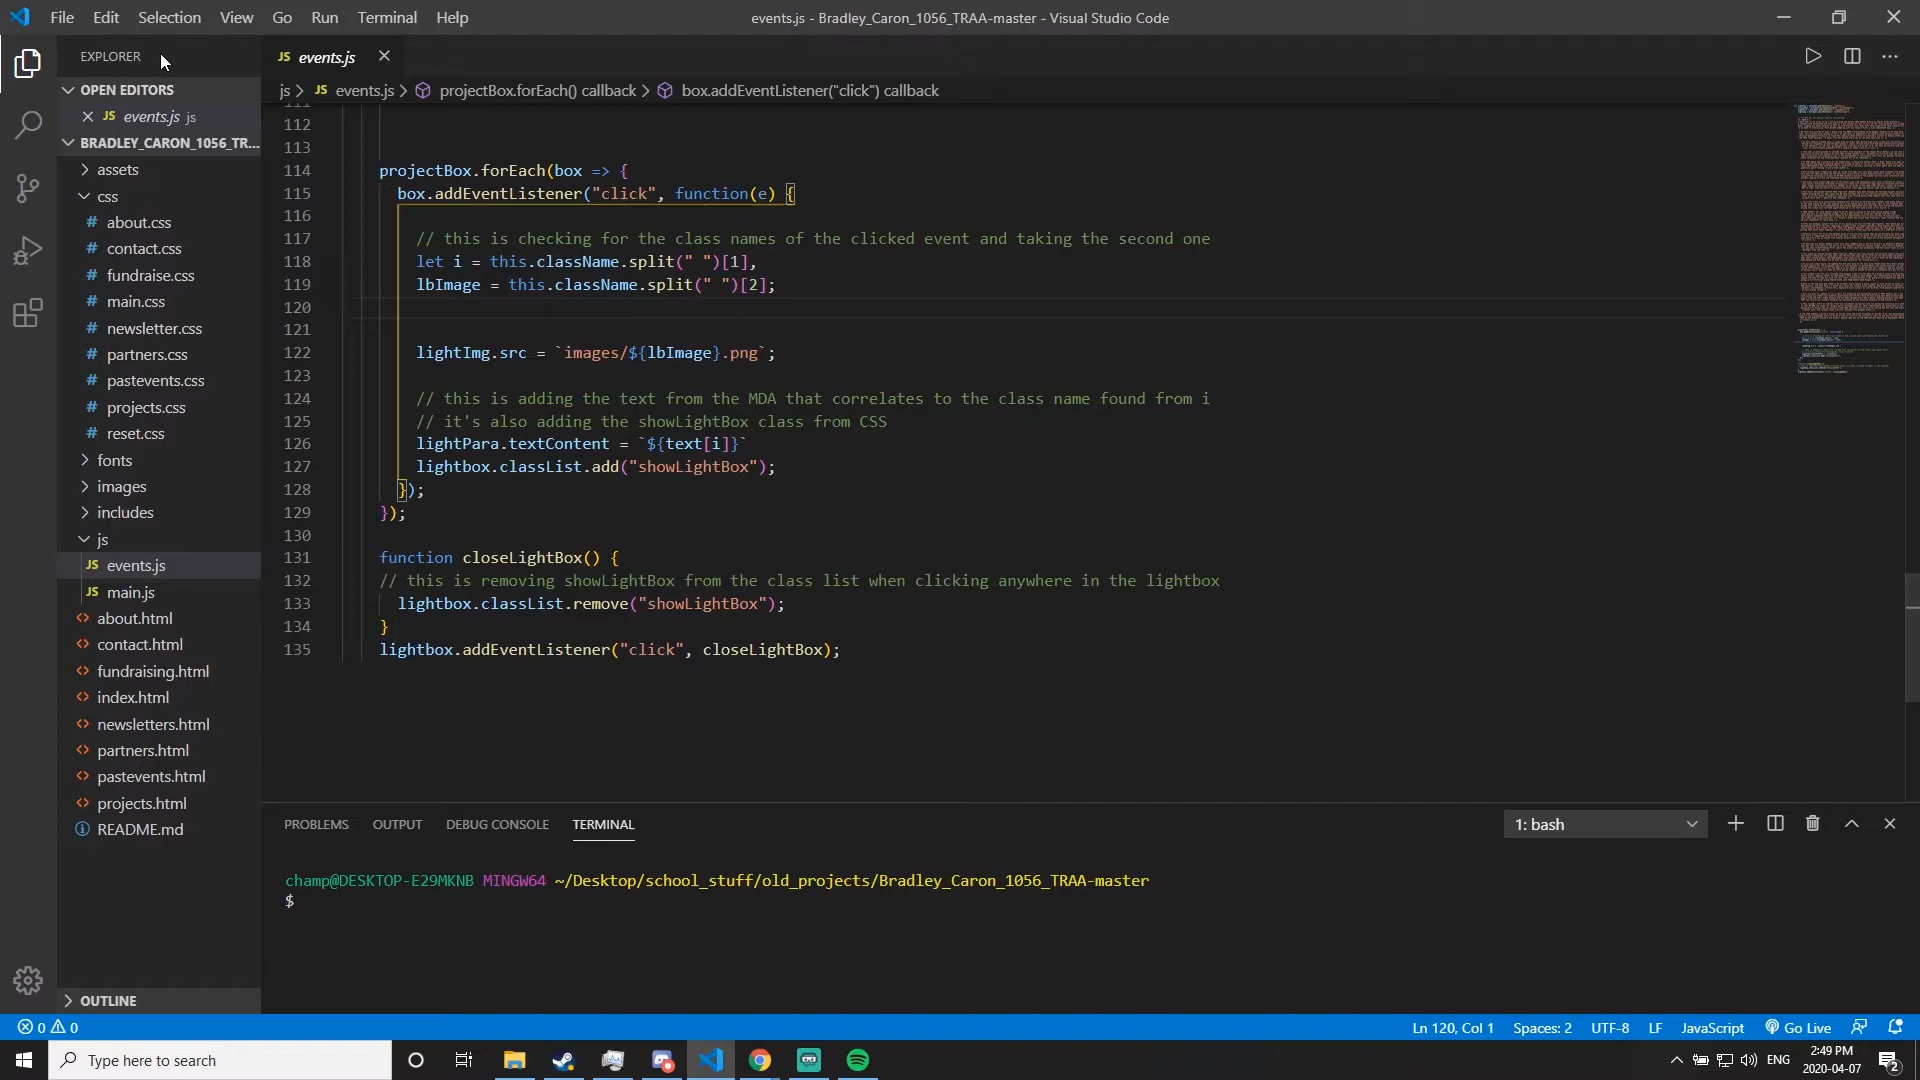 File Edit Selection View Go Run Terminal Help
events.js - Bradley_Caron_1056_TRAA-master - Visual Studio Code
EXPLORER
OPEN EDITORS
JS events.js js
BRADLEY_CARON_1056_TR...
assets
css
# about.css
# contact.css
# fundraise.css
# main.css
# newsletter.css
# partners.css
# pastevents.css
# projects.css
# reset.css
fonts
images
includes
js
JS events.js
JS main.js
<> about.html
<> contact.html
<> fundraising.html
<> index.html
<> newsletters.html
<> partners.html
<> pastevents.html
<> projects.html
README.md
OUTLINE
JS events.js
js > JS events.js > projectBox.forEach() callback > box.addEventListener("click") callback
111
112
113
114 projectBox.forEach(box => {
115 box.addEventListener("click", function(e) {
116
117 // this is checking for the class names of the clicked event and taking the second one
118 let i = this.className.split(" ")[1],
119 lbImage = this.className.split(" ")[2];
120
121
122 lightImg.src = `images/${lbImage}.png`;
123
124 // this is adding the text from the MDA that correlates to the class name found from i
125 // it's also adding the showLightBox class from CSS
126 lightPara.textContent = `${text[i]}`
127 lightbox.classList.add("showLightBox");
128 });
129 });
130
131 function closeLightBox() {
132 // this is removing showLightBox from the class list when clicking anywhere in the lightbox
133 lightbox.classList.remove("showLightBox");
134 }
135 lightbox.addEventListener("click", closeLightBox);
PROBLEMS OUTPUT DEBUG CONSOLE TERMINAL
1: bash
champ@DESKTOP-E29MKNB MINGW64 ~/Desktop/school_stuff/old_projects/Bradley_Caron_1056_TRAA-master
$
0 0
Ln 120, Col 1 Spaces: 2 UTF-8 LF JavaScript Go Live
Type here to search
ENG
2:49 PM
2020-04-07
2